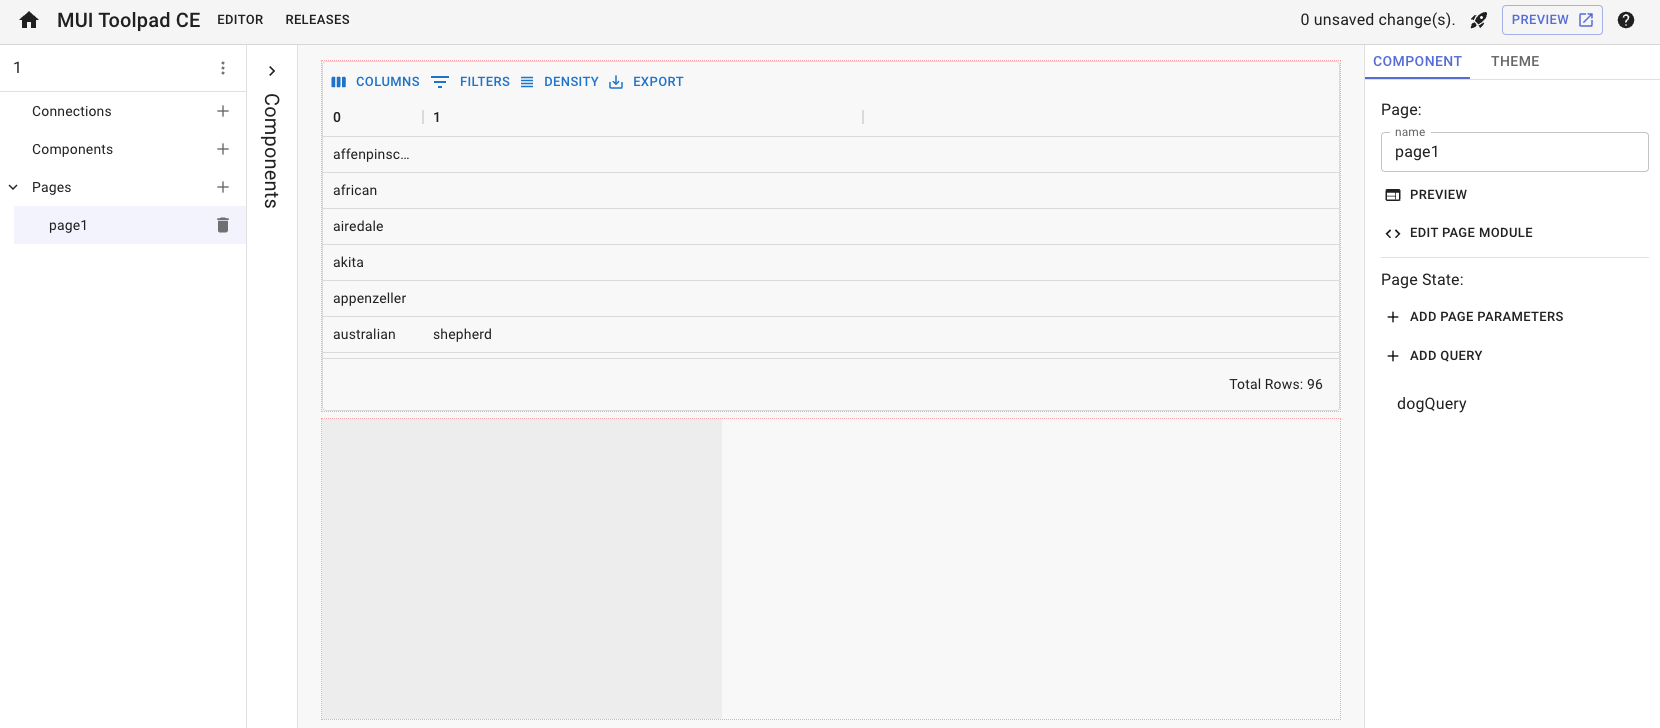 MUI Toolpad CE EDITOR RELEASES 0 unsaved change(s). PREVIEW
1
Connections
Components
Pages
page1
Components
COLUMNS FILTERS DENSITY EXPORT
0 1
affenpinsc...
african
airedale
akita
appenzeller
australian shepherd
Total Rows: 96
COMPONENT THEME
Page:
name
page1
PREVIEW
EDIT PAGE MODULE
Page State:
ADD PAGE PARAMETERS
ADD QUERY
dogQuery